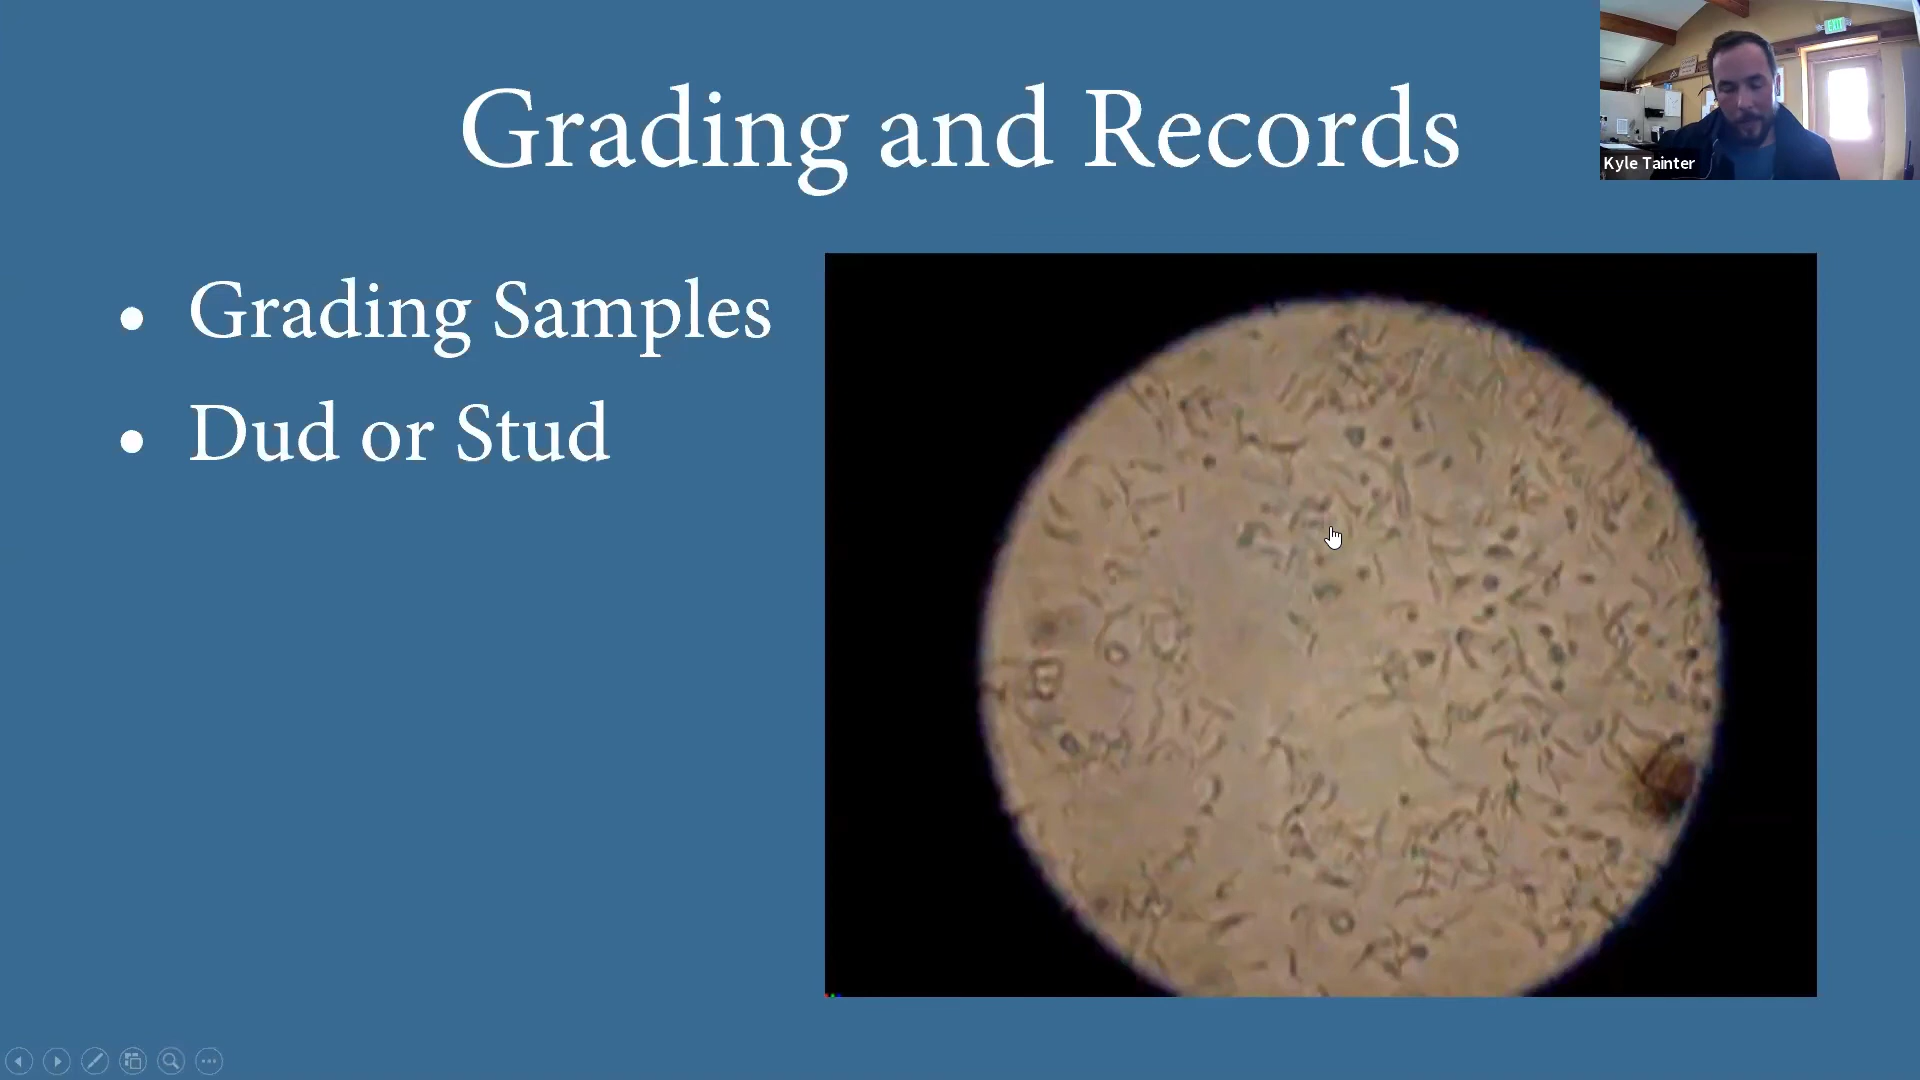 Grading and Records
Kyle Tainter
• Grading Samples
• Dud or Stud